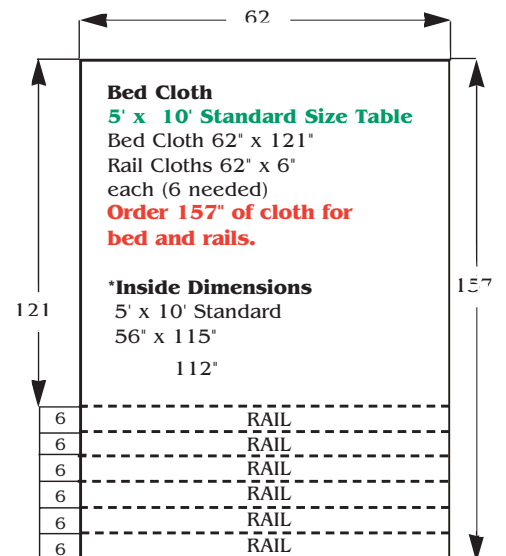 62
Bed Cloth
5' x 10' Standard Size Table
Bed Cloth 62" x 121"
Rail Cloths 62" x 6"
each (6 needed)
Order 157" of cloth for
bed and rails.
*Inside Dimensions
5' x 10' Standard
56" x 115"
112"
121
157
6 RAIL
6 RAIL
6 RAIL
6 RAIL
6 RAIL
6 RAIL